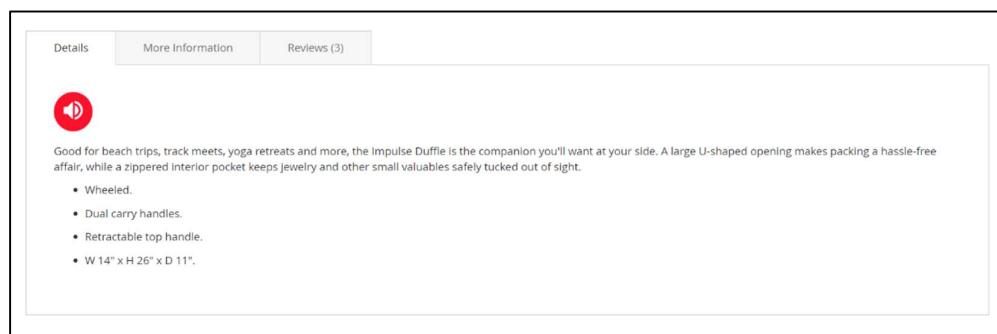 Details
More Information
Reviews (3)
Good for beach trips, track meets, yoga retreats and more, the Impulse Duffle is the companion you'll want at your side. A large U-shaped opening makes packing a hassle-free
affair, while a zippered interior pocket keeps jewelry and other small valuables safely tucked out of sight.
• Wheeled.
• Dual carry handles.
• Retractable top handle.
• W 14" x H 26" x D 11".